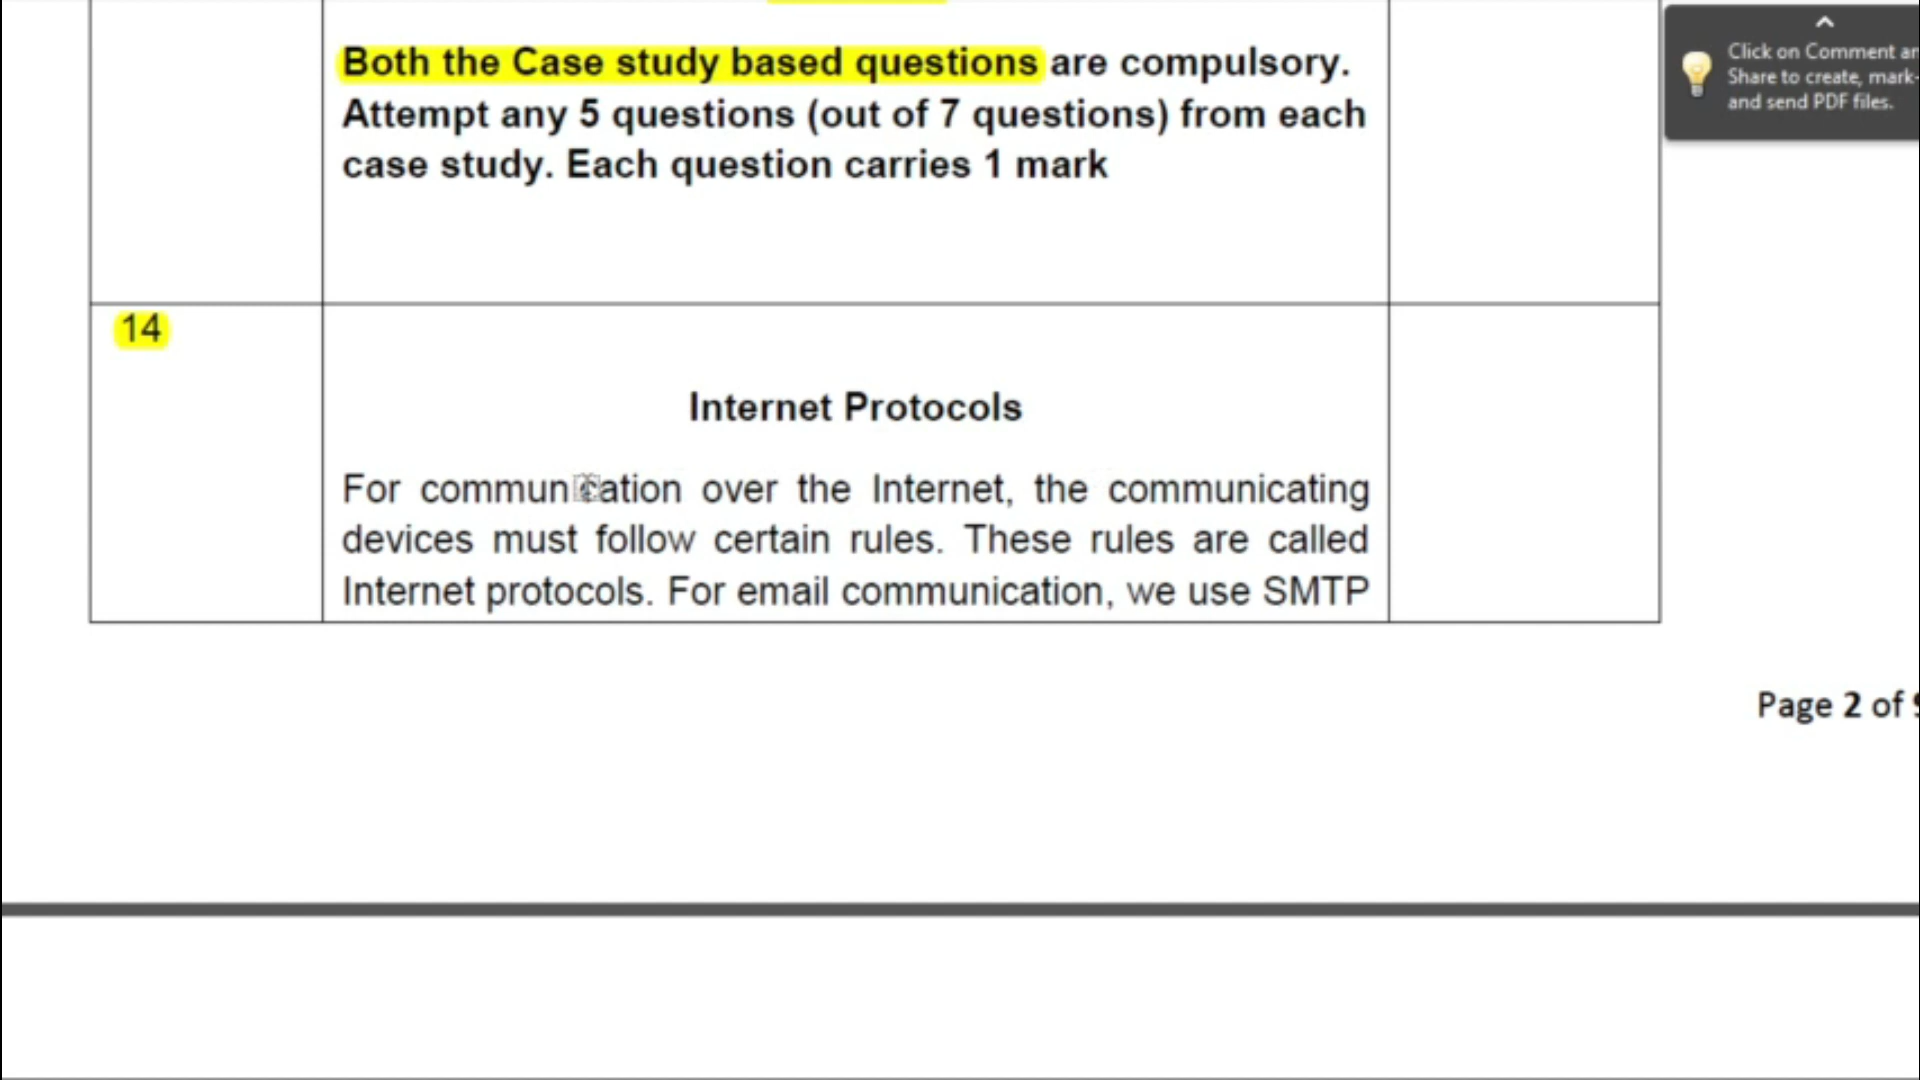 Both the Case study based questions are compulsory.
Attempt any 5 questions (out of 7 questions) from each
case study. Each question carries 1 mark
Click on Comment
Share to create, mark-
and send PDF files.
14
Internet Protocols
For communication over the Internet, the communicating
devices must follow certain rules. These rules are called
Internet protocols. For email communication, we use SMTP
Page 2 of